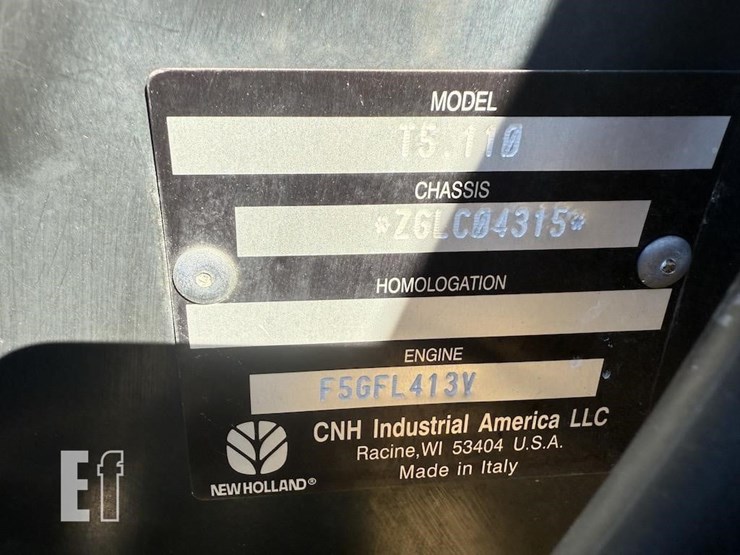 MODEL
T5.110
CHASSIS
*ZGLC04315*
HOMOLOGATION
ENGINE
F5GFL413Y
CNH Industrial America LLC
Racine, WI 53404 U.S.A.
Made in Italy
NEW HOLLAND®
Ef